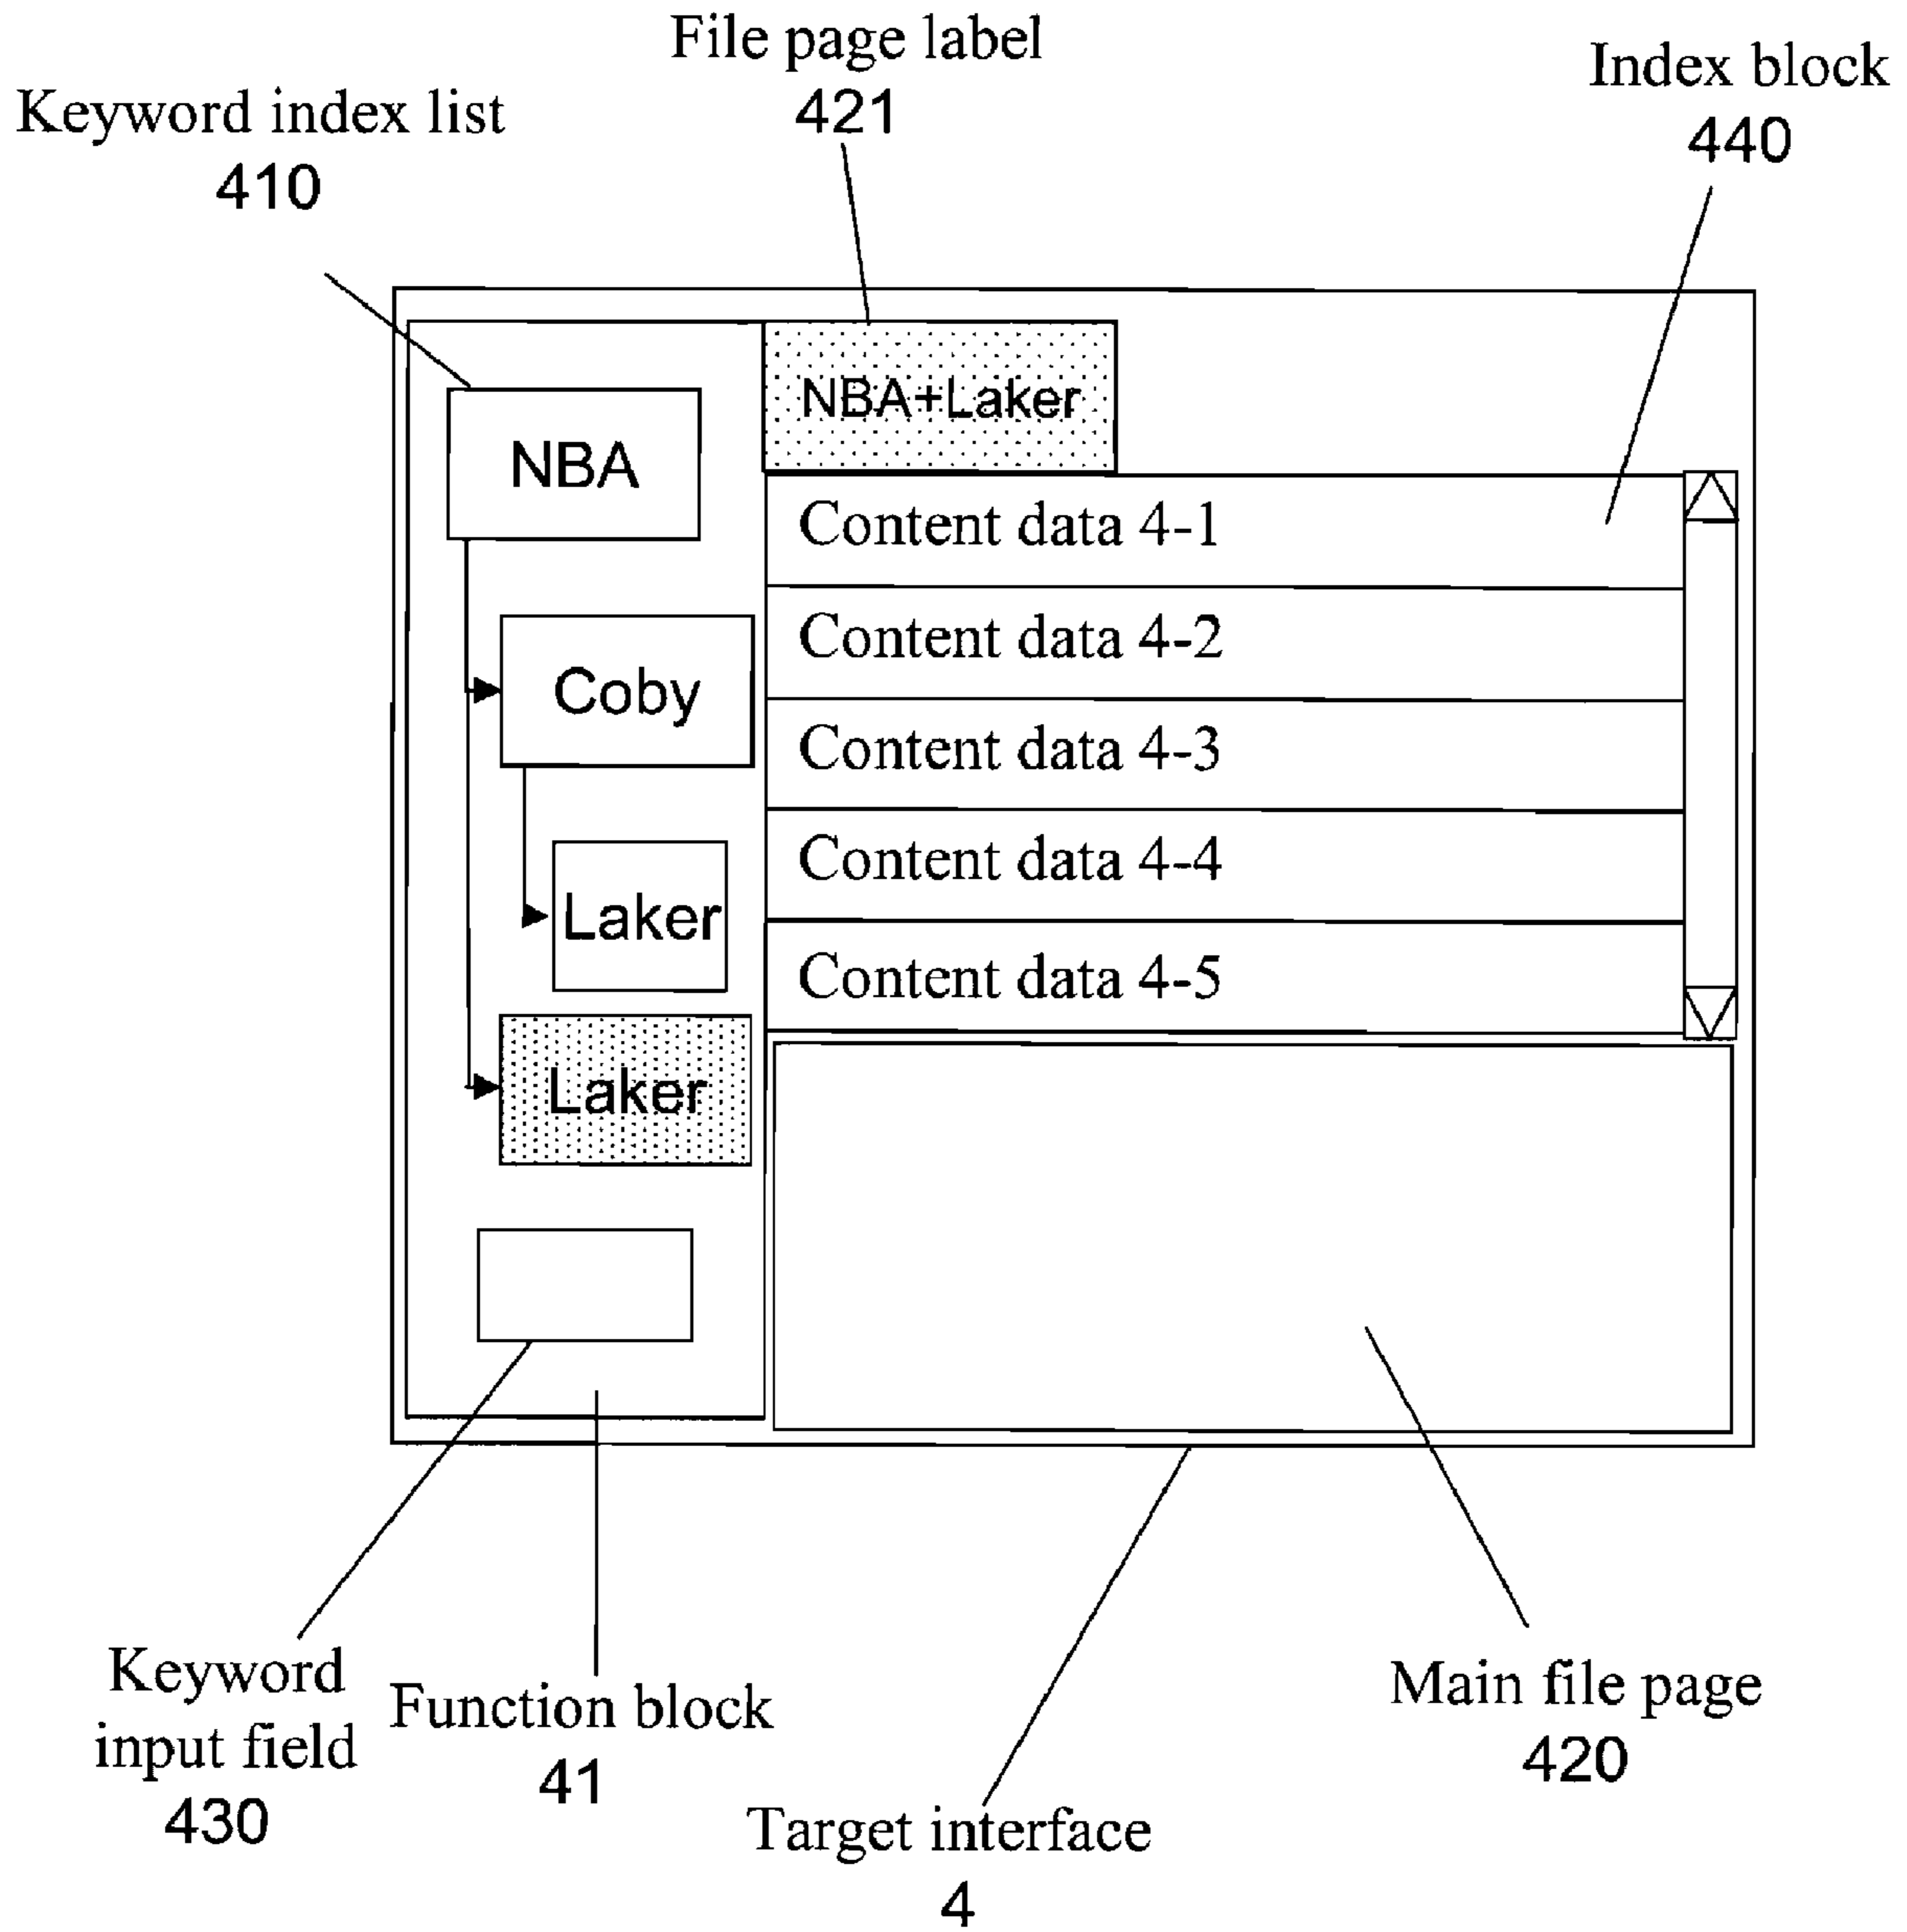 File page label
421
Index block
440
Keyword index list
410
NBA+Laker
NBA
Content data 4-1
Content data 4-2
Coby
Content data 4-3
Content data 4-4
Laker
Content data 4-5
Laker
Keyword
input field
430
Function block
41
Main file page
420
Target interface
4